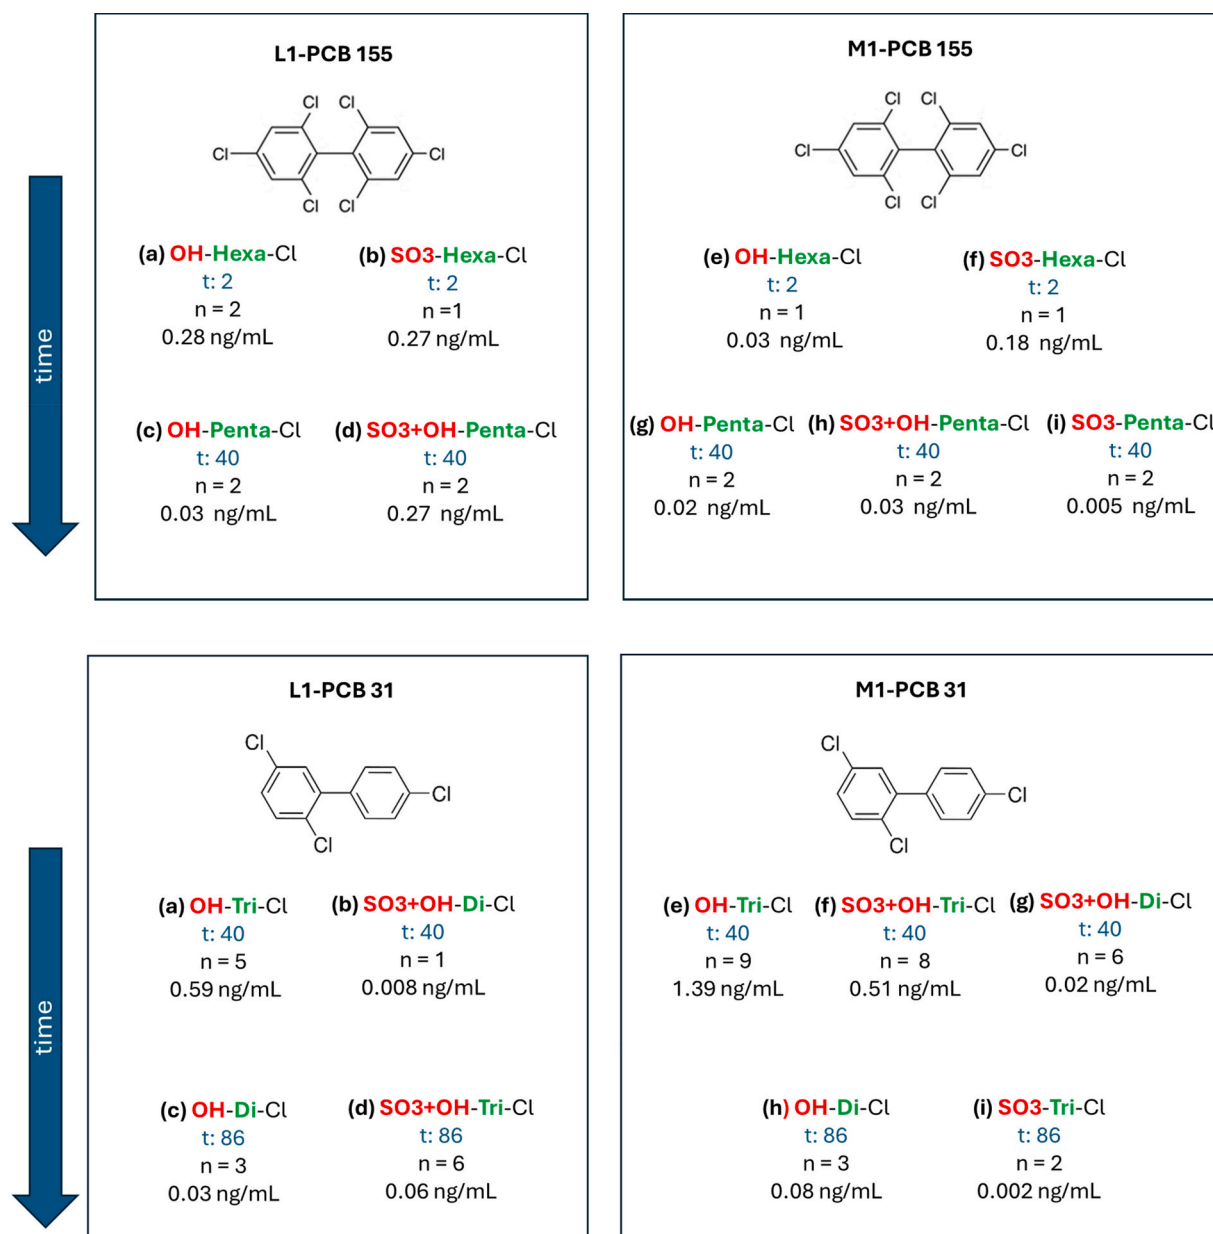 L1-PCB 155
Cl Cl
Cl Cl
Cl Cl
(a) OH-Hexa-Cl
t: 2
n = 2
0.28 ng/mL
(b) SO3-Hexa-Cl
t: 2
n =1
0.27 ng/mL
(c) OH-Penta-Cl
t: 40
n = 2
0.03 ng/mL
(d) SO3+OH-Penta-Cl
t: 40
n = 2
0.27 ng/mL
M1-PCB 155
Cl Cl
Cl Cl
Cl Cl
(e) OH-Hexa-Cl
t: 2
n = 1
0.03 ng/mL
(f) SO3-Hexa-Cl
t: 2
n = 1
0.18 ng/mL
(g) OH-Penta-Cl
t: 40
n = 2
0.02 ng/mL
(h) SO3+OH-Penta-Cl
t: 40
n = 2
0.03 ng/mL
(i) SO3-Penta-Cl
t: 40
n = 2
0.005 ng/mL
time
L1-PCB 31
Cl
Cl
Cl
(a) OH-Tri-Cl
t: 40
n = 5
0.59 ng/mL
(b) SO3+OH-Di-Cl
t: 40
n = 1
0.008 ng/mL
(c) OH-Di-Cl
t: 86
n = 3
0.03 ng/mL
(d) SO3+OH-Tri-Cl
t: 86
n = 6
0.06 ng/mL
M1-PCB 31
Cl
Cl
Cl
(e) OH-Tri-Cl
t: 40
n = 9
1.39 ng/mL
(f) SO3+OH-Tri-Cl
t: 40
n = 8
0.51 ng/mL
(g) SO3+OH-Di-Cl
t: 40
n = 6
0.02 ng/mL
(h) OH-Di-Cl
t: 86
n = 3
0.08 ng/mL
(i) SO3-Tri-Cl
t: 86
n = 2
0.002 ng/mL
time